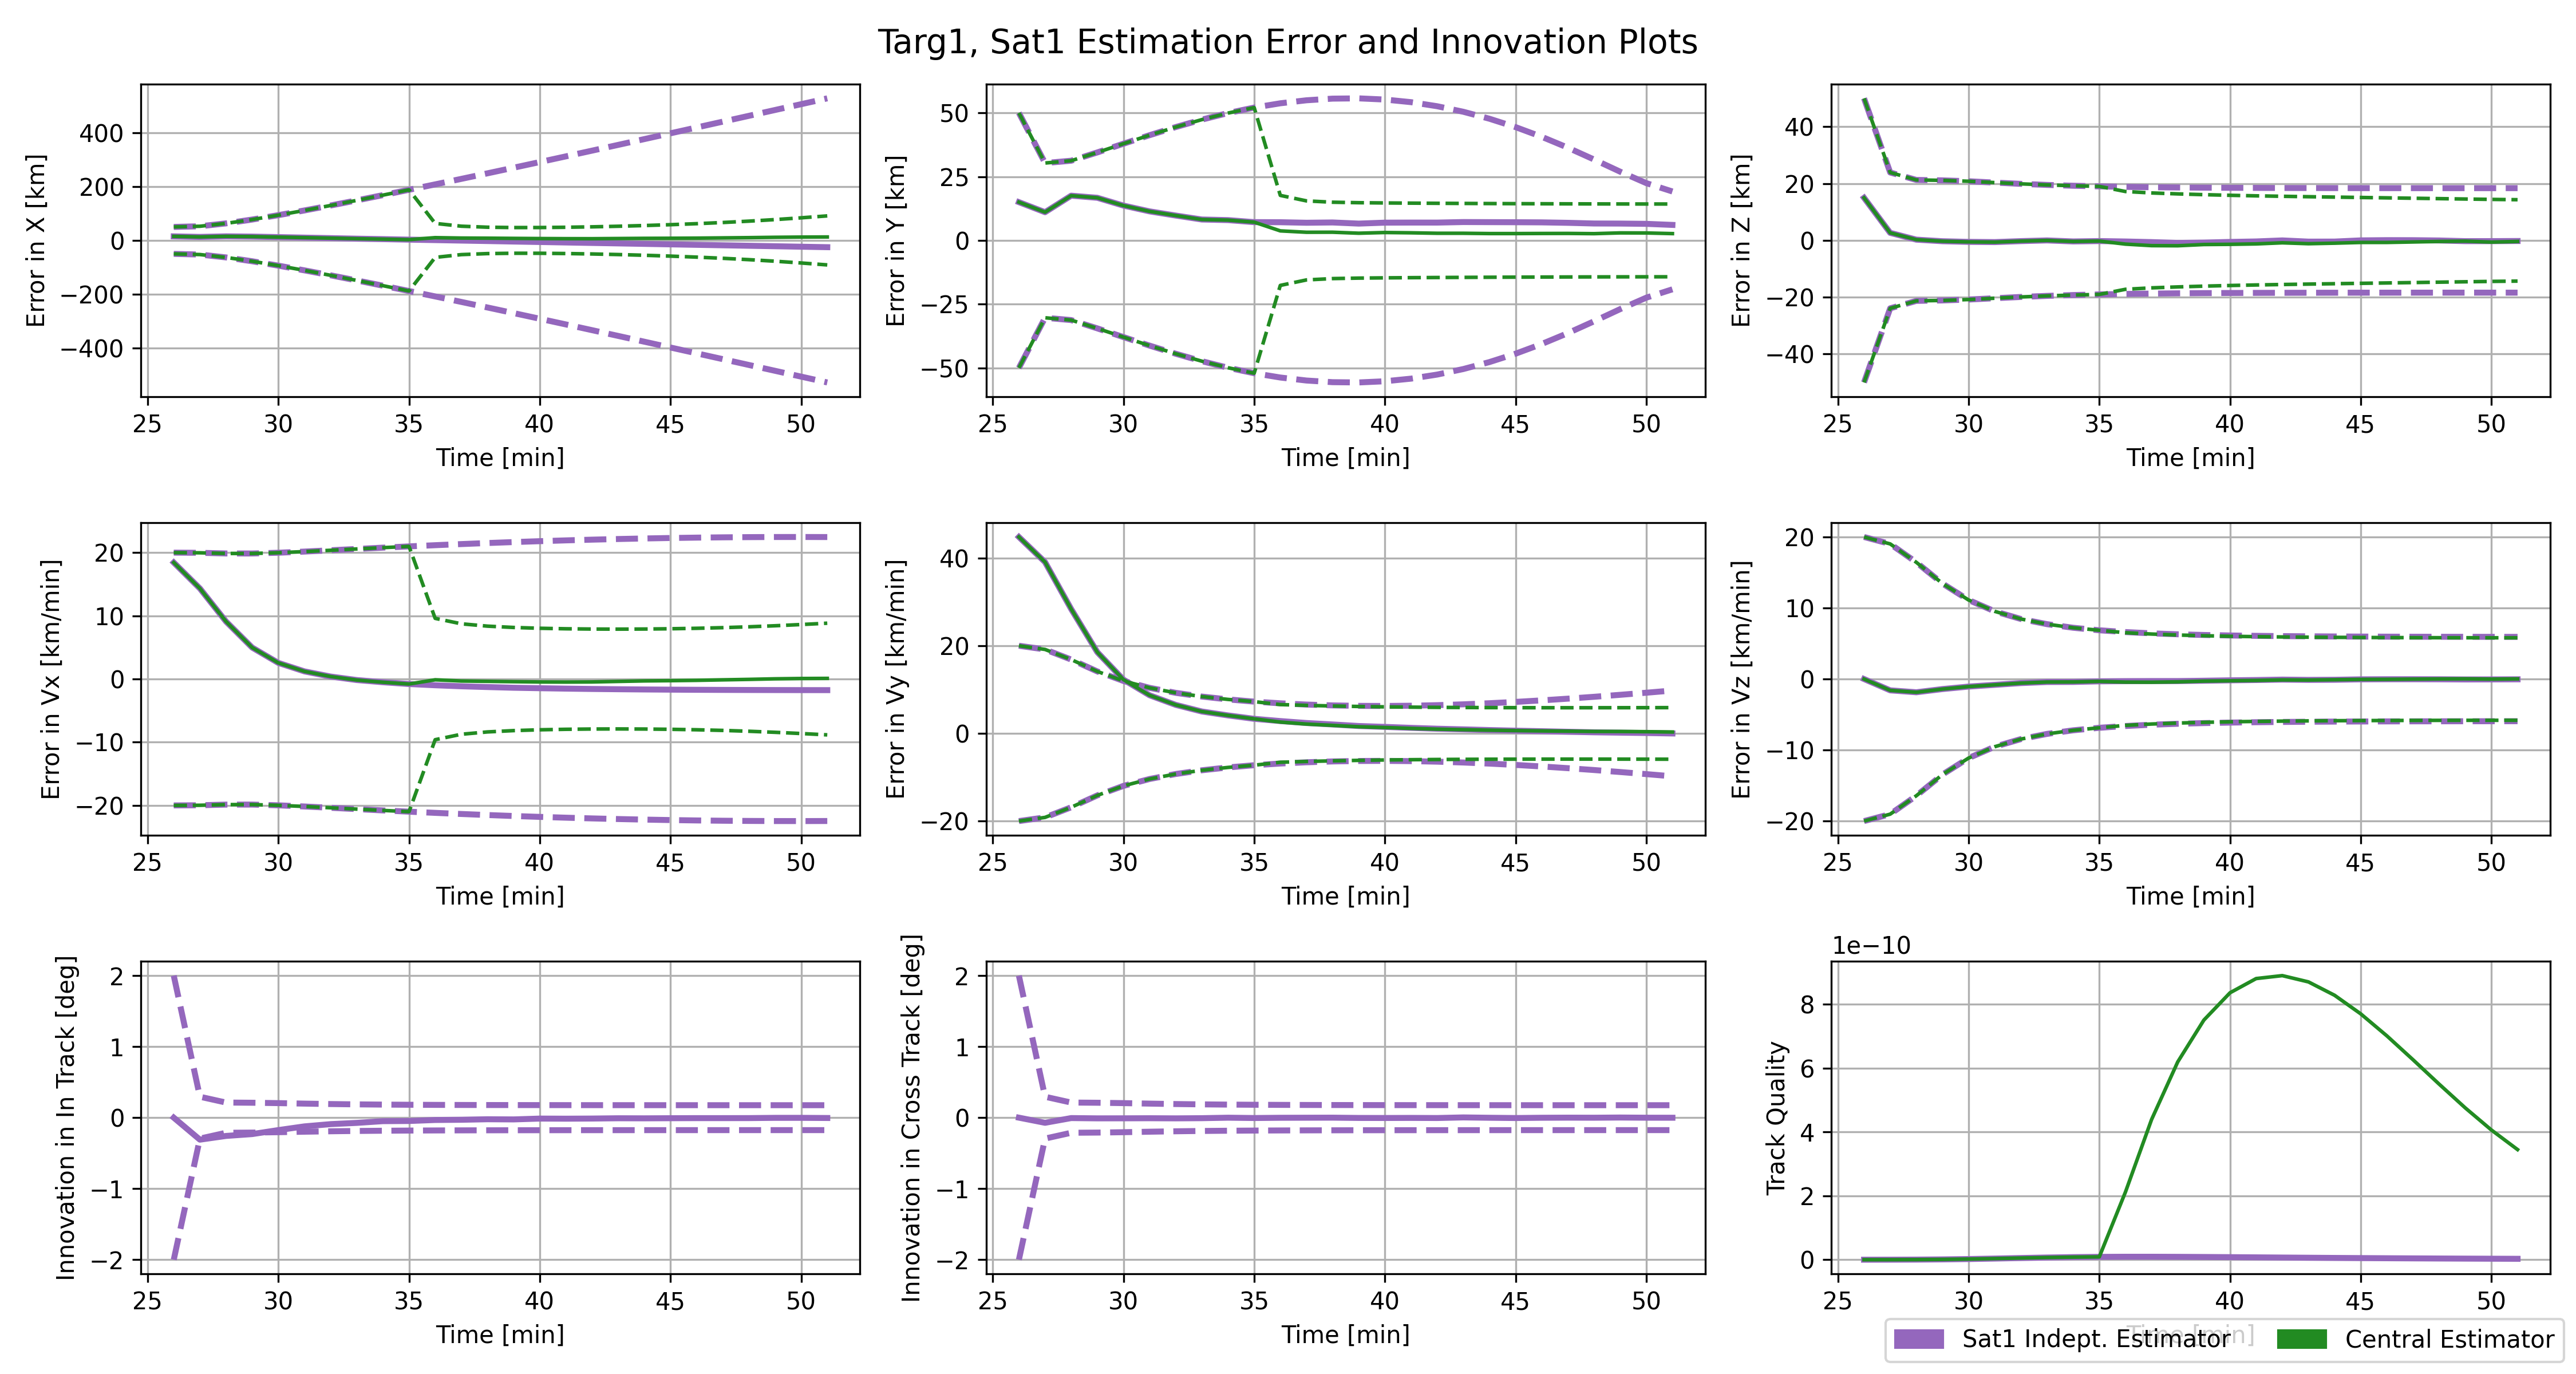 Targ1, Sat1 Estimation Error and Innovation Plots
Error in X [km]
400
200
0
−200
−400
25 30 35 40 45 50
Time [min]
Error in Y [km]
50
25
0
−25
−50
25 30 35 40 45 50
Time [min]
Error in Z [km]
40
20
0
−20
−40
25 30 35 40 45 50
Time [min]
Error in Vx [km/min]
20
10
0
−10
−20
25 30 35 40 45 50
Time [min]
Error in Vy [km/min]
40
20
0
−20
25 30 35 40 45 50
Time [min]
Error in Vz [km/min]
20
10
0
−10
−20
25 30 35 40 45 50
Time [min]
Innovation in In Track [deg]
2
1
0
−1
−2
25 30 35 40 45 50
Time [min]
Innovation in Cross Track [deg]
2
1
0
−1
−2
25 30 35 40 45 50
Time [min]
1e−10
Track Quality
8
6
4
2
0
25 30 35 40 45 50
Time [min]
Sat1 Indept. Estimator
Central Estimator